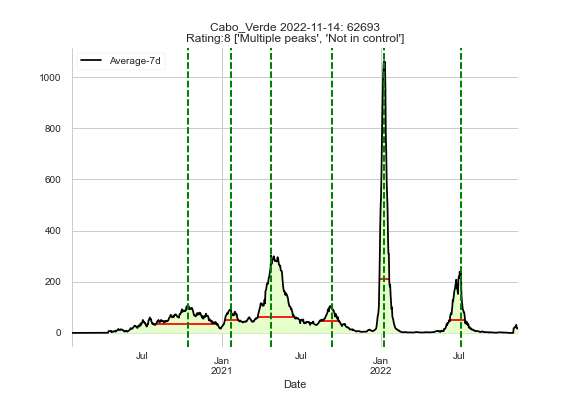 Cabo_Verde 2022-11-14: 62693
Rating:8 ['Multiple peaks', 'Not in control']
Average-7d
1000
800
600
400
200
0
Jul
Jan
2021
Jul
Jan
2022
Jul
Date